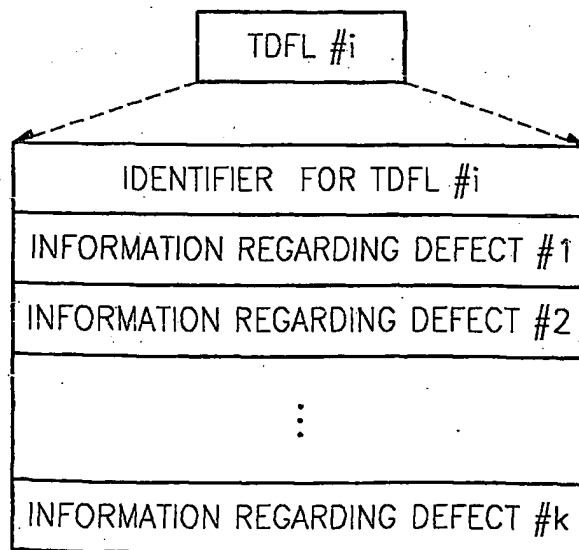 TDFL #i
IDENTIFIER FOR TDFL #i
INFORMATION REGARDING DEFECT #1
INFORMATION REGARDING DEFECT #2
⋮
INFORMATION REGARDING DEFECT #k